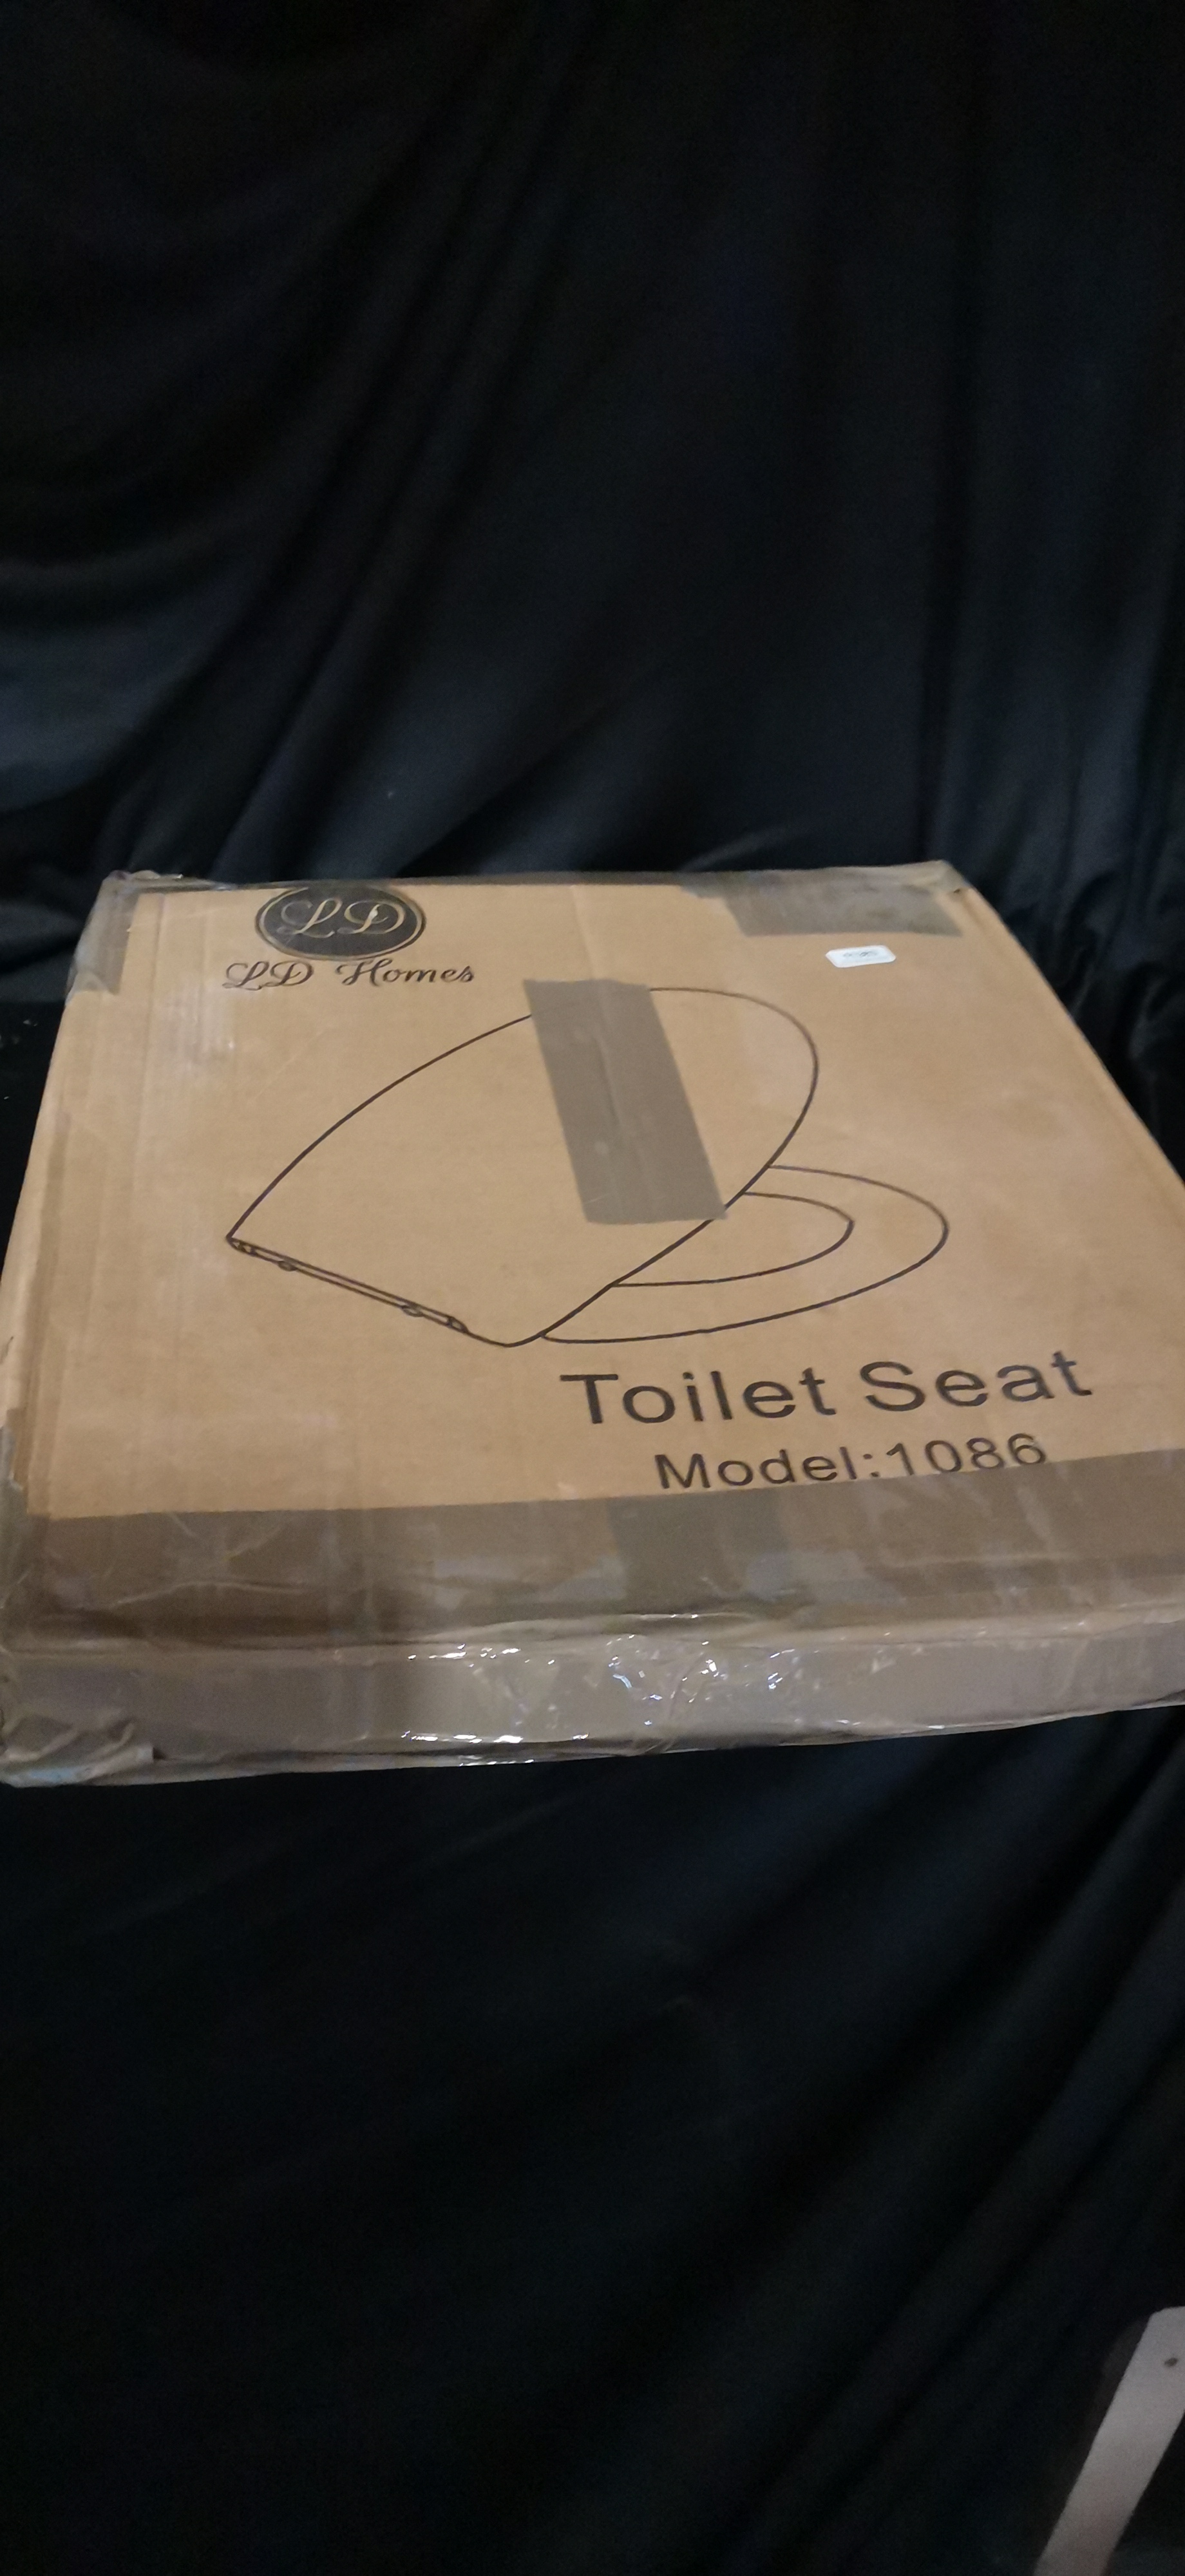 LD
LD Homes
Toilet Seat
Model:1086